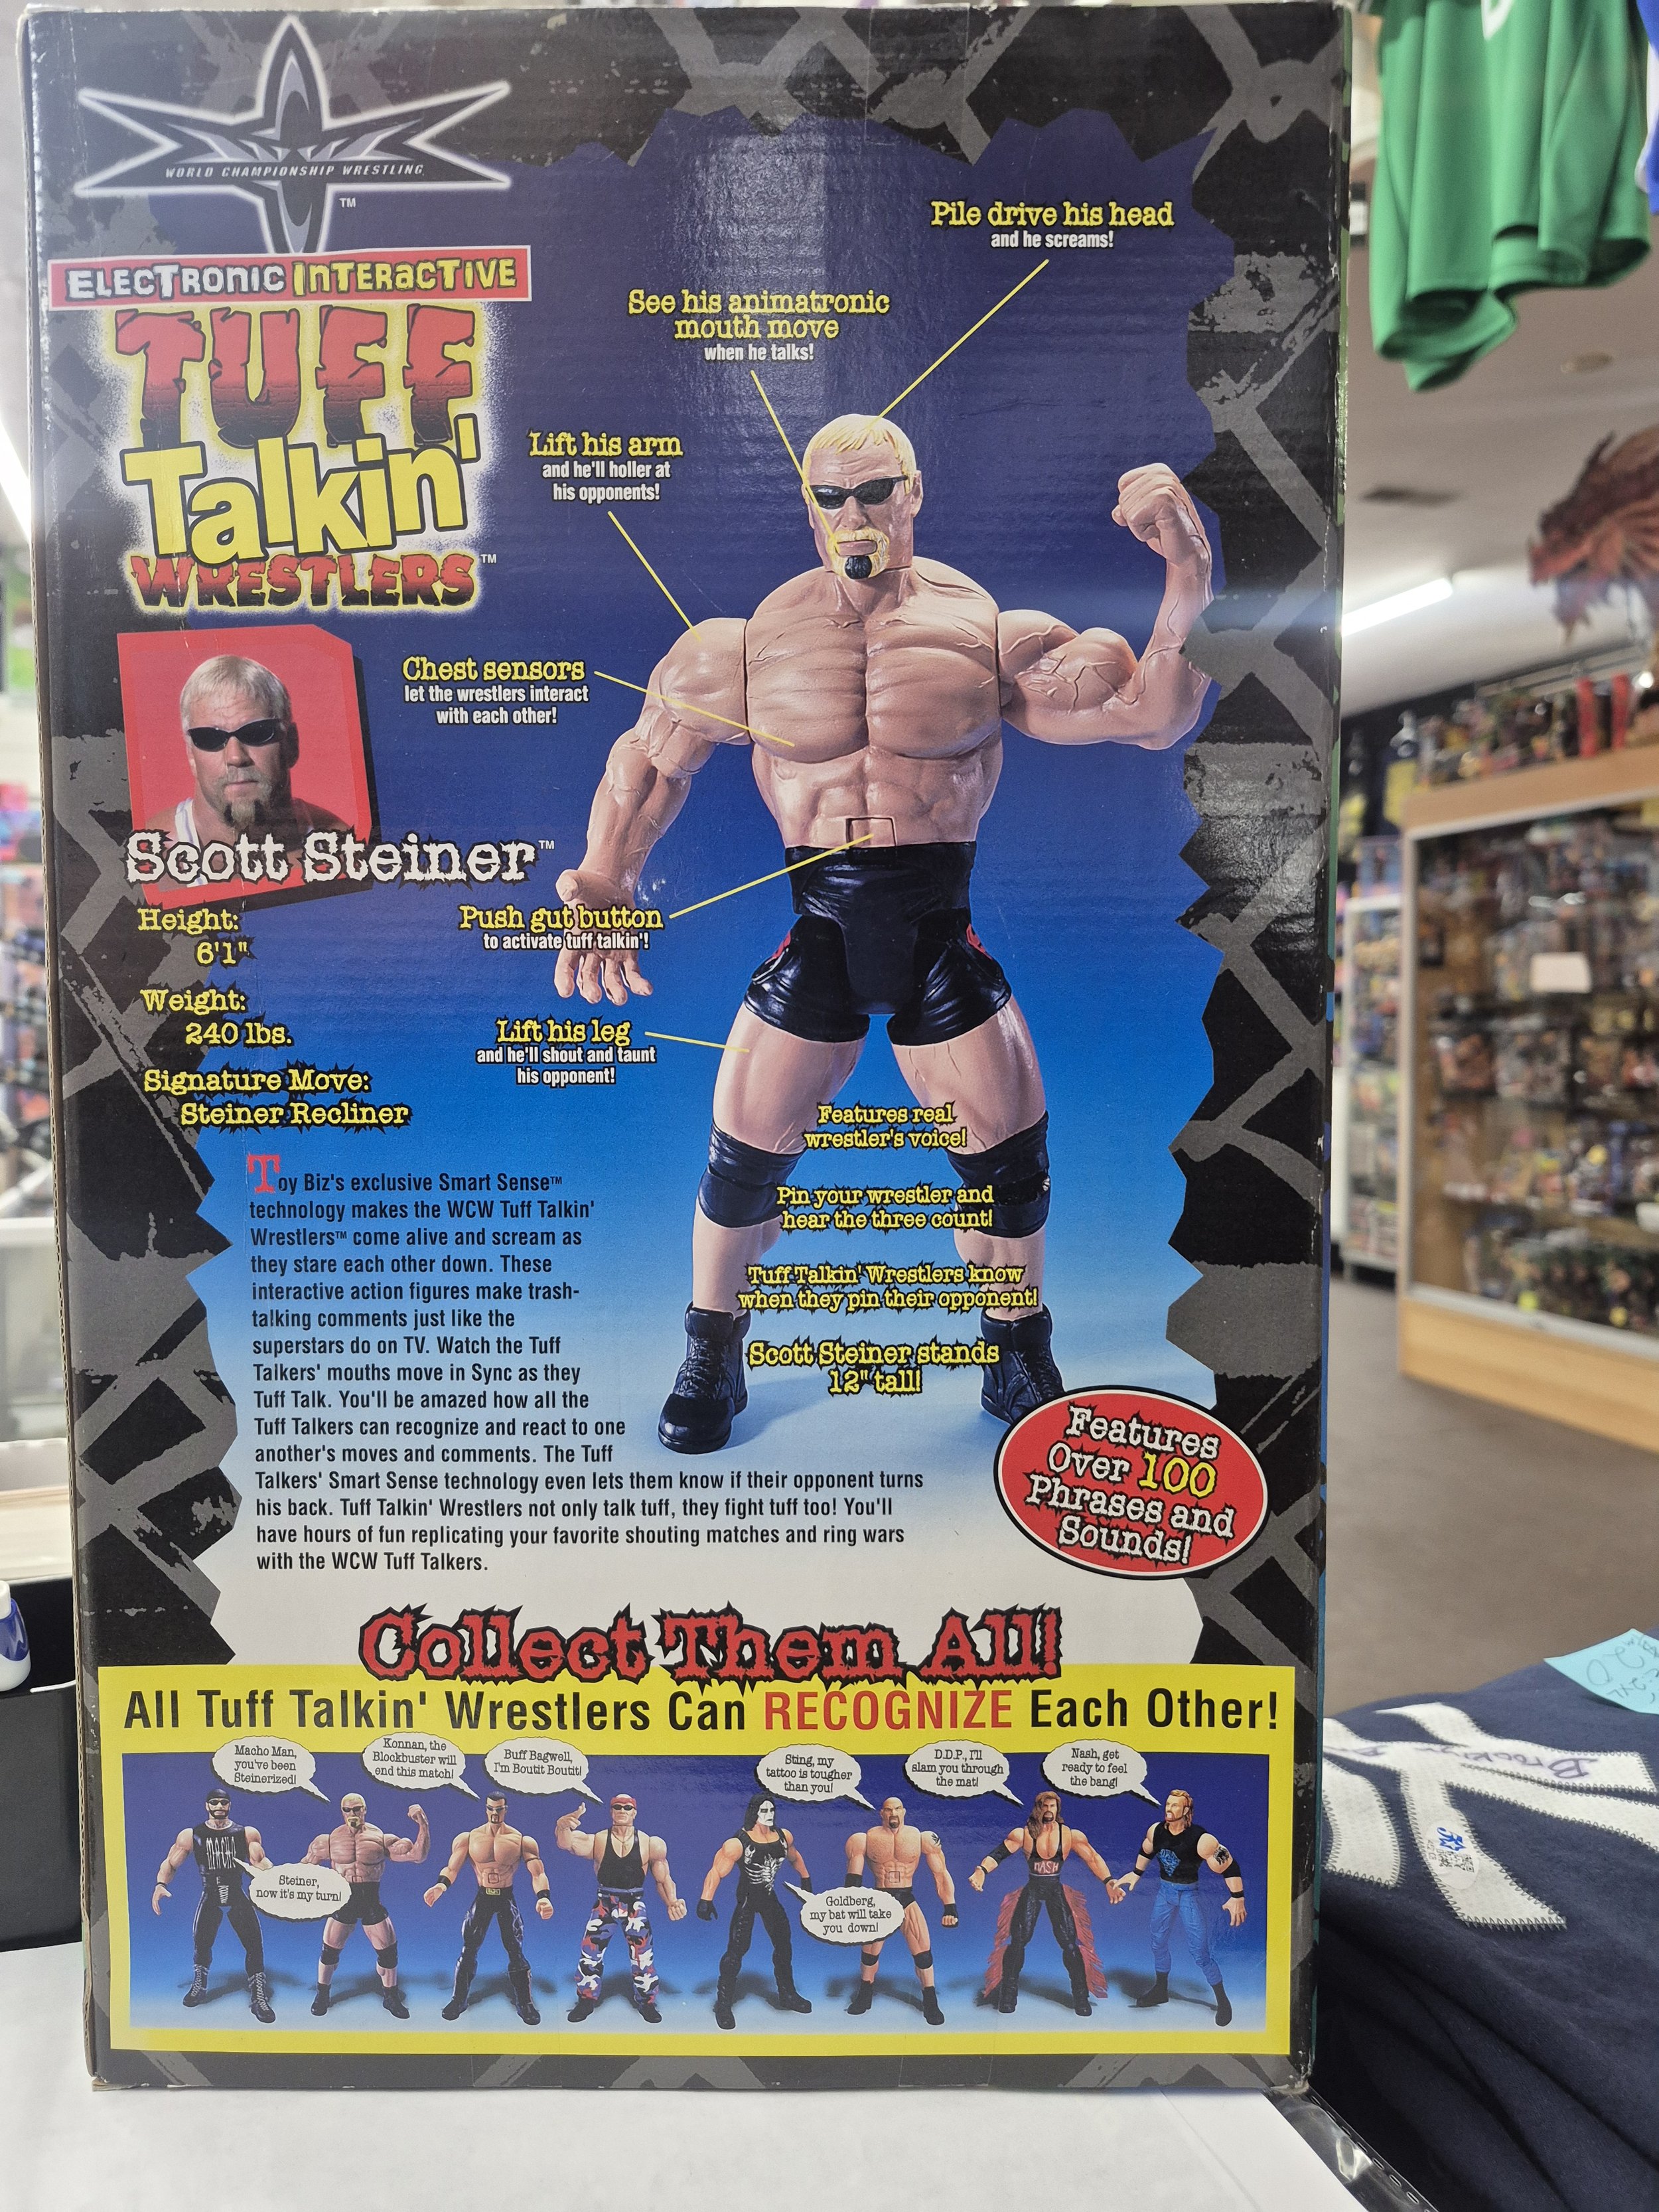 WORLD CHAMPIONSHIP WRESTLING
TM
ELECTRONIC INTERACTIVE
TUFF
Talkin'
WRESTLERS™
Pile drive his head
and he screams!
See his animatronic
mouth move
when he talks!
Lift his arm
and he'll holler at
his opponents!
Chest sensors
let the wrestlers interact
with each other!
Scott Steiner™
Height:
6'1"
Weight:
240 lbs.
Signature Move:
Steiner Recliner
Push gut button
to activate tuff talkin'!
Lift his leg
and he'll shout and taunt
his opponent!
Features real
wrestler's voice!
Pin your wrestler and
hear the three count!
Tuff Talkin' Wrestlers know
when they pin their opponent!
Scott Steiner stands
12" tall!
Toy Biz's exclusive Smart Sense™
technology makes the WCW Tuff Talkin'
Wrestlers™ come alive and scream as
they stare each other down. These
interactive action figures make trash-
talking comments just like the
superstars do on TV. Watch the Tuff
Talkers' mouths move in Sync as they
Tuff Talk. You'll be amazed how all the
Tuff Talkers can recognize and react to one
another's moves and comments. The Tuff
Talkers' Smart Sense technology even lets them know if their opponent turns
his back. Tuff Talkin' Wrestlers not only talk tuff, they fight tuff too! You'll
have hours of fun replicating your favorite shouting matches and ring wars
with the WCW Tuff Talkers.
Features
Over 100
Phrases and
Sounds!
Collect Them All!
All Tuff Talkin' Wrestlers Can RECOGNIZE Each Other!
Macho Man,
you've been
Steinerized!
Konnan, the
Blockbuster will
end this match!
Buff Bagwell,
I'm Boutit Boutit!
Sting, my
tattoo is tougher
than you!
D.D.P., I'll
slam you through
the mat!
Nash, get
ready to feel
the bang!
Steiner,
now it's my turn!
Goldberg,
my bat will take
you down!
MACHO
NASH